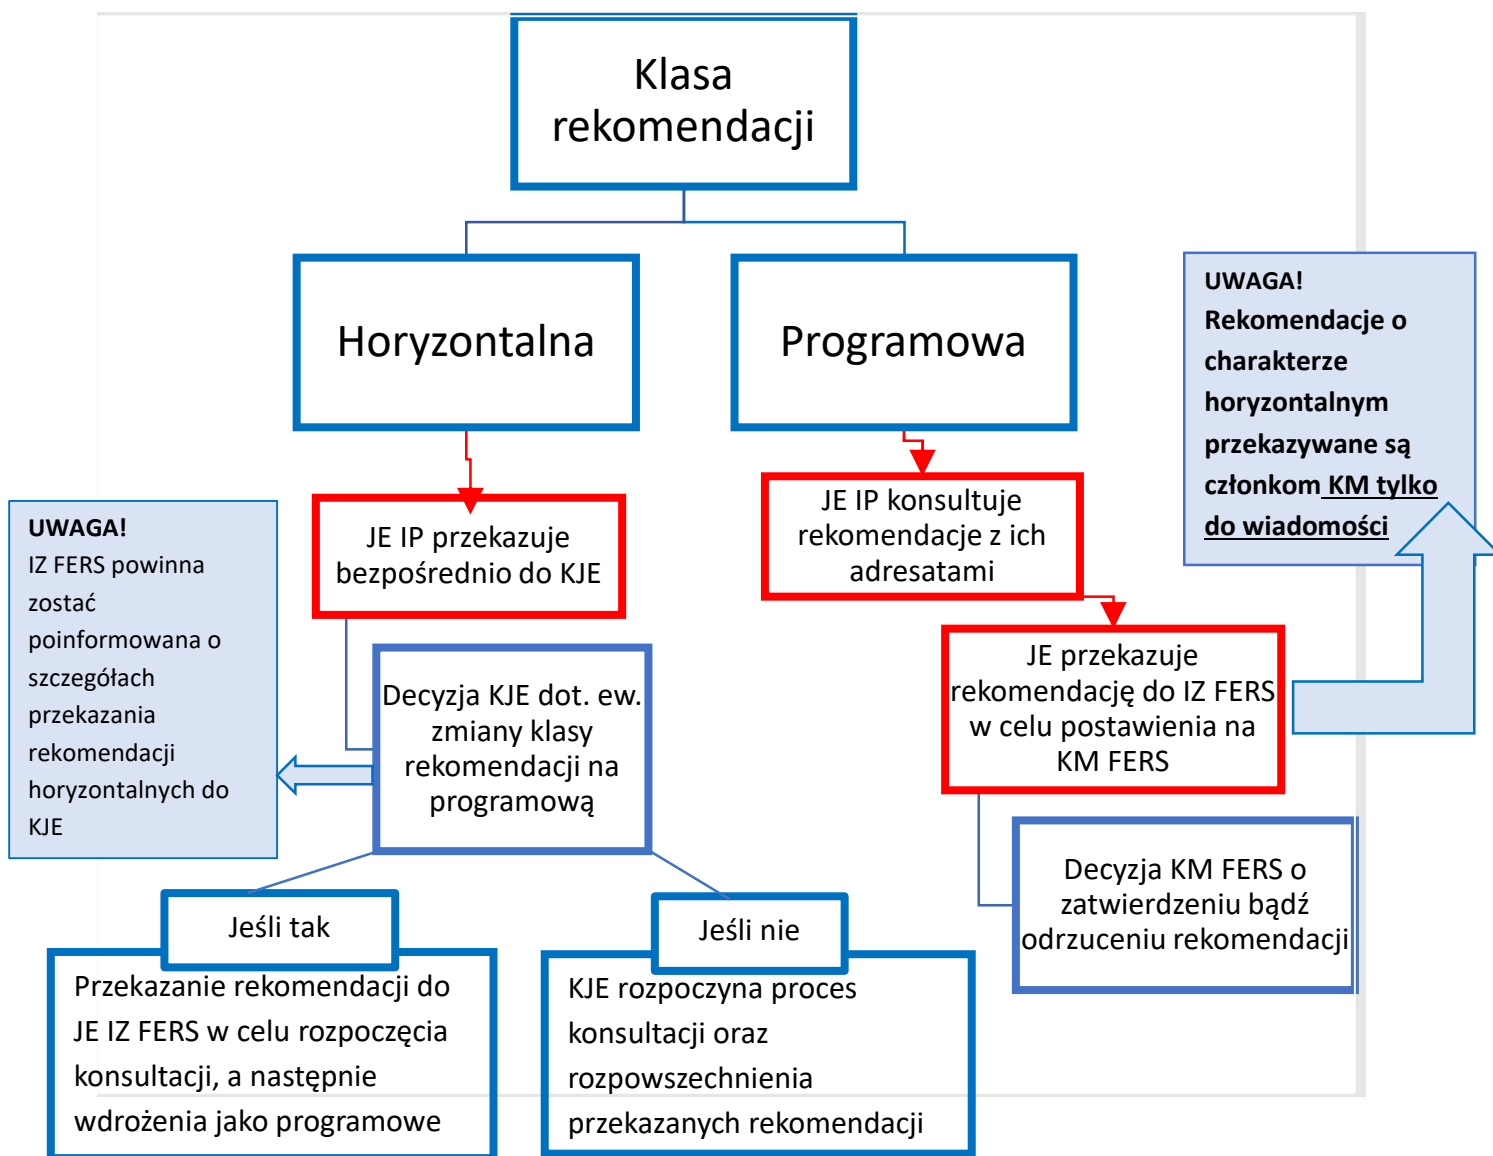 Klasa
rekomendacji
Horyzontalna
Programowa
UWAGA!
Rekomendacje o
charakterze
horyzontalnym
przekazywane są
członkom KM tylko
do wiadomości
JE IP przekazuje
bezpośrednio do KJE
JE IP konsultuje
rekomendacje z ich
adresatami
UWAGA!
IZ FERS powinna
zostać
poinformowana o
szczegółach
przekazania
rekomendacji
horyzontalnych do
KJE
Decyzja KJE dot. ew.
zmiany klasy
rekomendacji na
programową
JE przekazuje
rekomendację do IZ FERS
w celu postawienia na
KM FERS
Decyzja KM FERS o
zatwierdzeniu bądź
odrzuceniu rekomendacji
Jeśli tak
Przekazanie rekomendacji do
JE IZ FERS w celu rozpoczęcia
konsultacji, a następnie
wdrożenia jako programowe
Jeśli nie
KJE rozpoczyna proces
konsultacji oraz
rozpowszechnienia
przekazanych rekomendacji